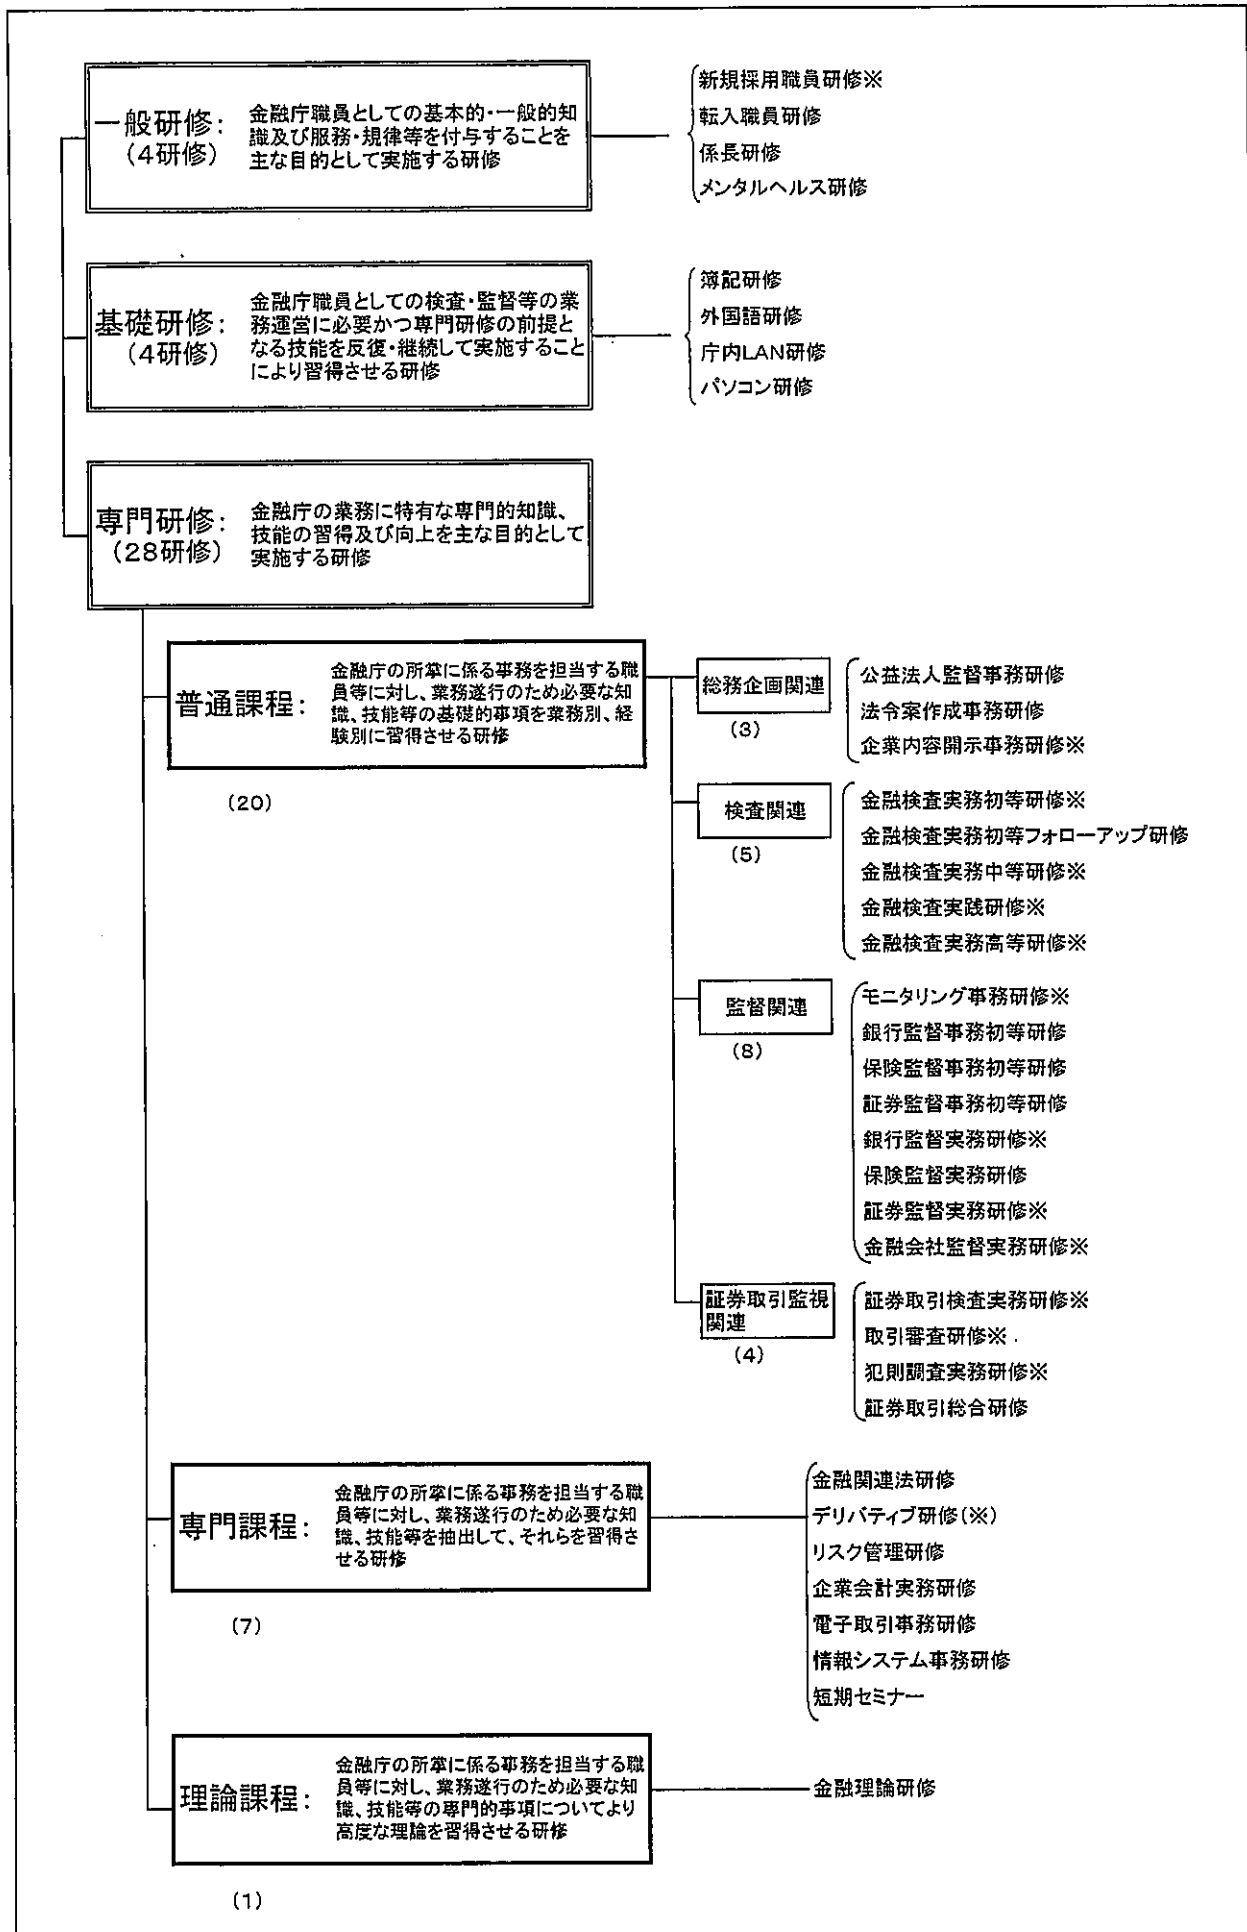 一般研修：
(4研修)
金融庁職員としての基本的・一般的知
識及び服務・規律等を付与することを
主な目的として実施する研修
新規採用職員研修※
転入職員研修
係長研修
メンタルヘルス研修
基礎研修：
(4研修)
金融庁職員としての検査・監督等の業
務運営に必要かつ専門研修の前提と
なる技能を反復・継続して実施すること
により習得させる研修
簿記研修
外国語研修
庁内LAN研修
パソコン研修
専門研修：
(28研修)
金融庁の業務に特有な専門的知識、
技能の習得及び向上を主な目的として
実施する研修
普通課程：
金融庁の所掌に係る事務を担当する職
員等に対し、業務遂行のため必要な知
識、技能等の基礎的事項を業務別、経
験別に習得させる研修
(20)
総務企画関連
(3)
公益法人監督事務研修
法令案作成事務研修
企業内容開示事務研修※
検査関連
(5)
金融検査実務初等研修※
金融検査実務初等フォローアップ研修
金融検査実務中等研修※
金融検査実践研修※
金融検査実務高等研修※
監督関連
(8)
モニタリング事務研修※
銀行監督事務初等研修
保険監督事務初等研修
証券監督事務初等研修
銀行監督実務研修※
保険監督実務研修
証券監督実務研修※
金融会社監督実務研修※
証券取引監視
関連
(4)
証券取引検査実務研修※
取引審査研修※
犯則調査実務研修※
証券取引総合研修
専門課程：
金融庁の所掌に係る事務を担当する職
員等に対し、業務遂行のため必要な知
識、技能等を抽出して、それらを習得さ
せる研修
(7)
金融関連法研修
デリバティブ研修(※)
リスク管理研修
企業会計実務研修
電子取引事務研修
情報システム事務研修
短期セミナー
理論課程：
金融庁の所掌に係る事務を担当する職
員等に対し、業務遂行のため必要な知
識、技能等の専門的事項についてより
高度な理論を習得させる研修
(1)
金融理論研修